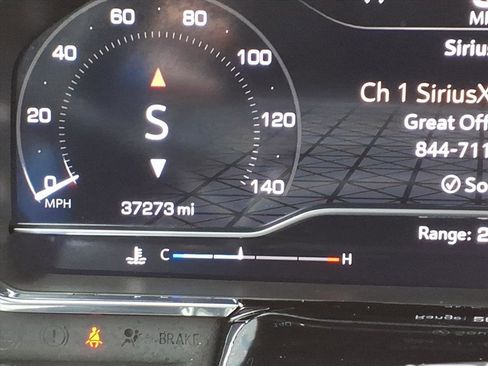 60 80
40 100
20 120
0 140
MPH
S
37273 mi
C H
Sirius
Ch 1 SiriusX
Great Off
844-711
So
Range: 2
BRAKE